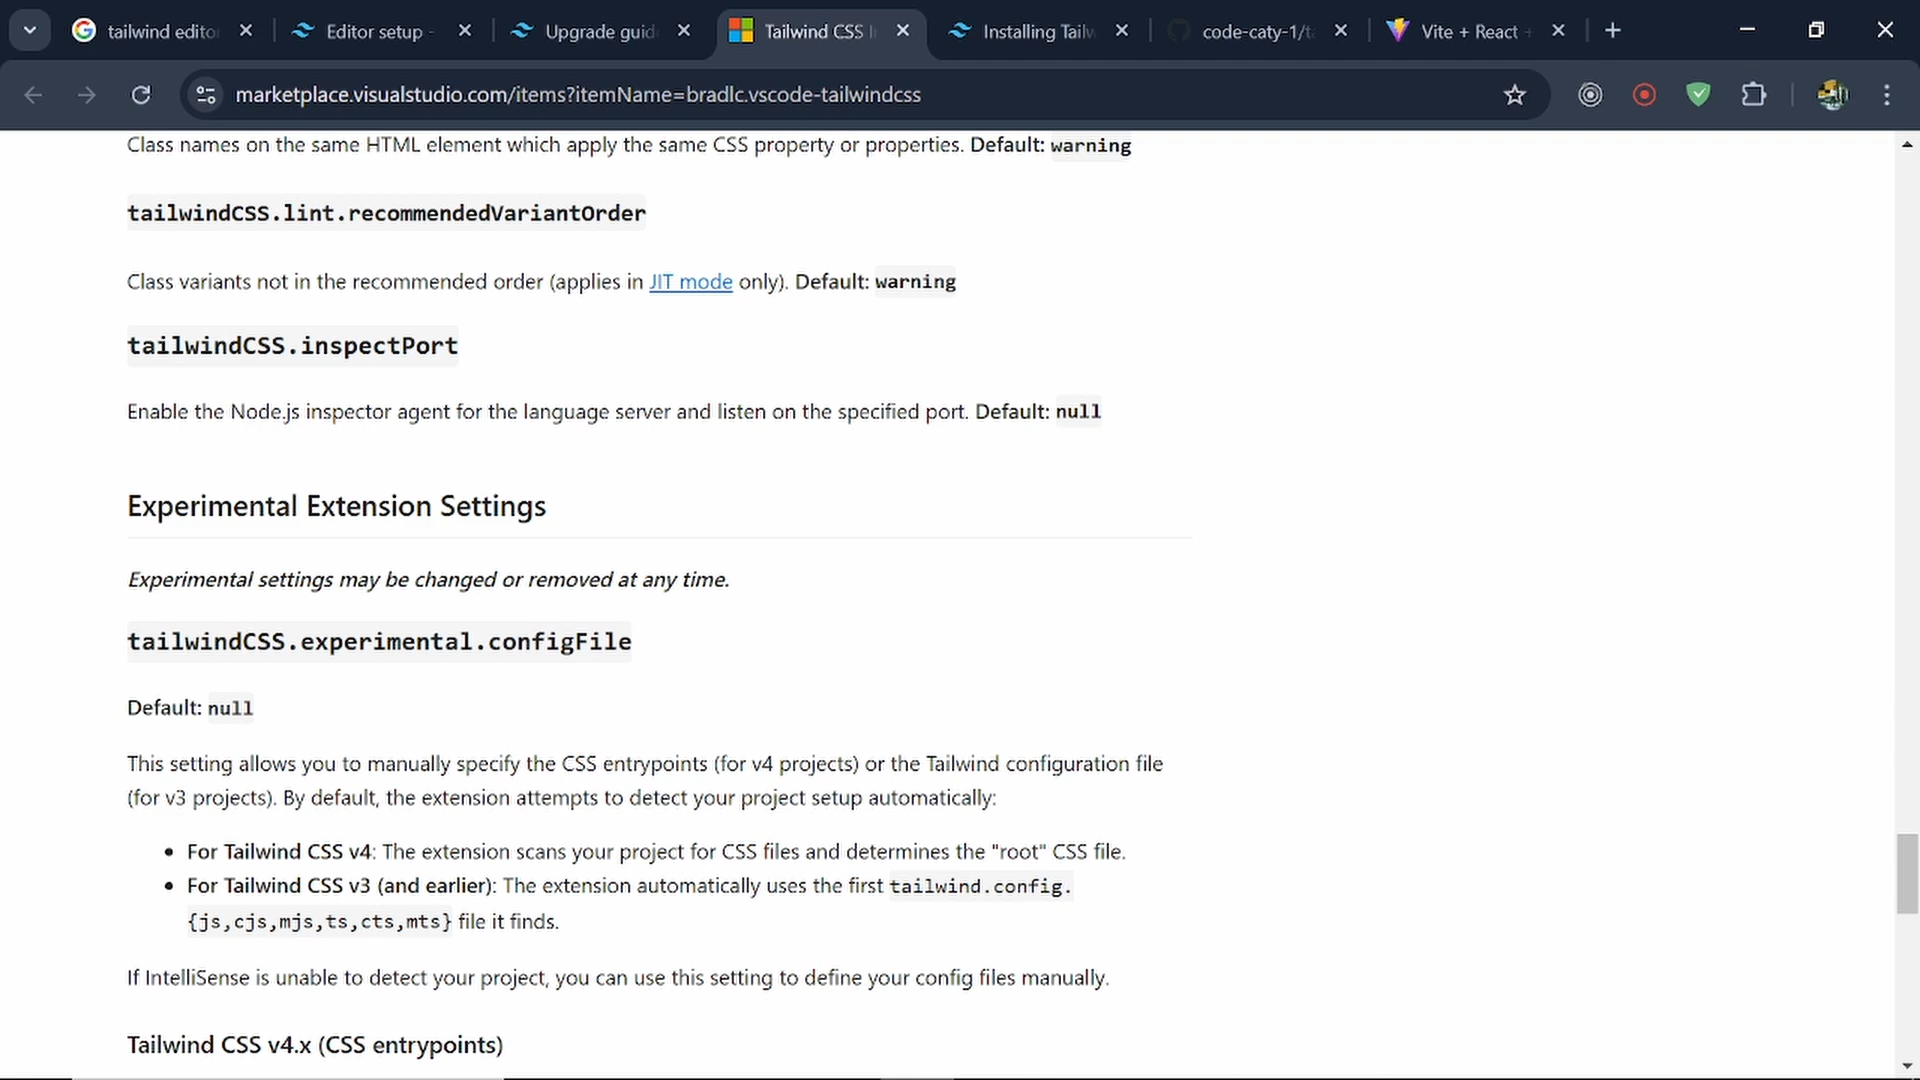 tailwind edito
Editor setup -
Upgrade guid
Tailwind CSS I
Installing Tailw
code-caty-1/ta
Vite + React +
marketplace.visualstudio.com/items?itemName=bradlc.vscode-tailwindcss
Class names on the same HTML element which apply the same CSS property or properties. Default: warning
tailwindCSS.lint.recommendedVariantOrder
Class variants not in the recommended order (applies in JIT mode only). Default: warning
tailwindCSS.inspectPort
Enable the Node.js inspector agent for the language server and listen on the specified port. Default: null
Experimental Extension Settings
Experimental settings may be changed or removed at any time.
tailwindCSS.experimental.configFile
Default: null
This setting allows you to manually specify the CSS entrypoints (for v4 projects) or the Tailwind configuration file
(for v3 projects). By default, the extension attempts to detect your project setup automatically:
• For Tailwind CSS v4: The extension scans your project for CSS files and determines the "root" CSS file.
• For Tailwind CSS v3 (and earlier): The extension automatically uses the first tailwind.config.
{js,cjs,mjs,ts,cts,mts} file it finds.
If IntelliSense is unable to detect your project, you can use this setting to define your config files manually.
Tailwind CSS v4.x (CSS entrypoints)